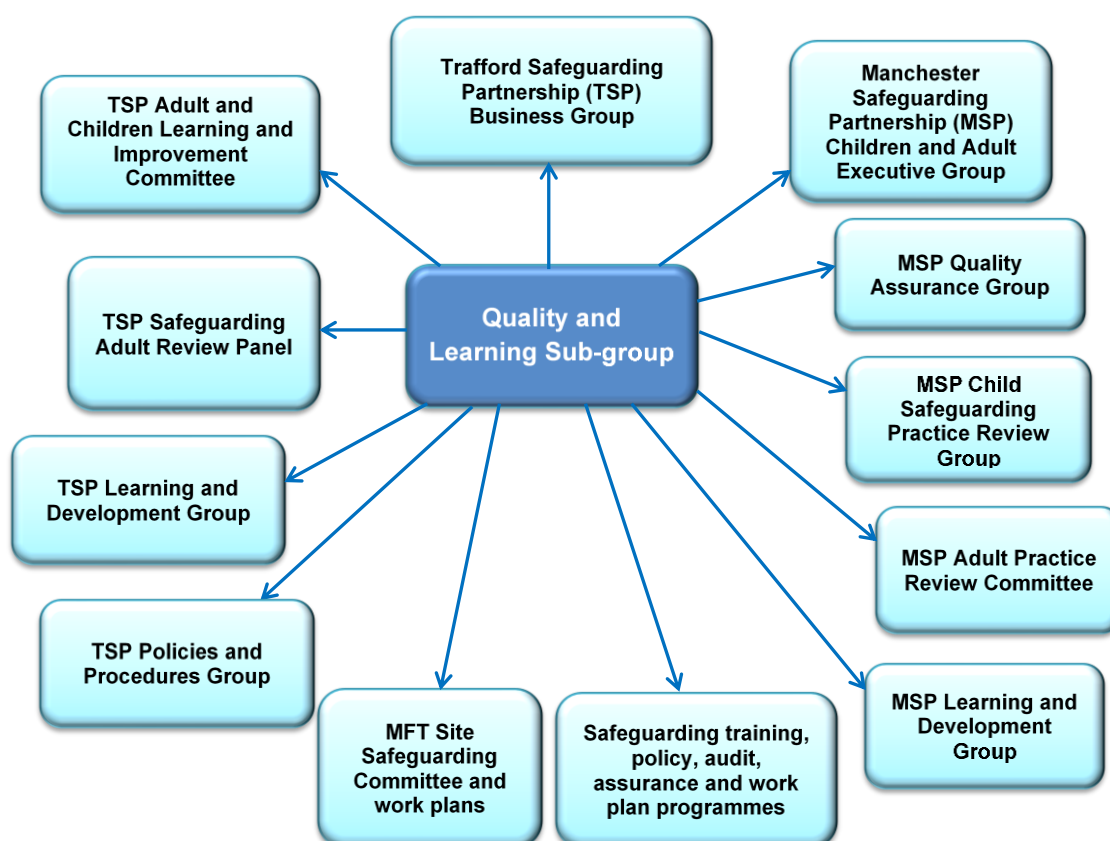 Trafford Safeguarding
Partnership (TSP)
Business Group
Manchester
Safeguarding
Partnership (MSP)
Children and Adult
Executive Group
TSP Adult and
Children Learning and
Improvement
Committee
MSP Quality
Assurance Group
Quality and
Learning Sub-group
TSP Safeguarding
Adult Review Panel
MSP Child
Safeguarding
Practice Review
Group
TSP Learning and
Development Group
MSP Adult Practice
Review Committee
TSP Policies and
Procedures Group
MSP Learning and
Development
Group
MFT Site
Safeguarding
Committee and
work plans
Safeguarding training,
policy, audit,
assurance and work
plan programmes